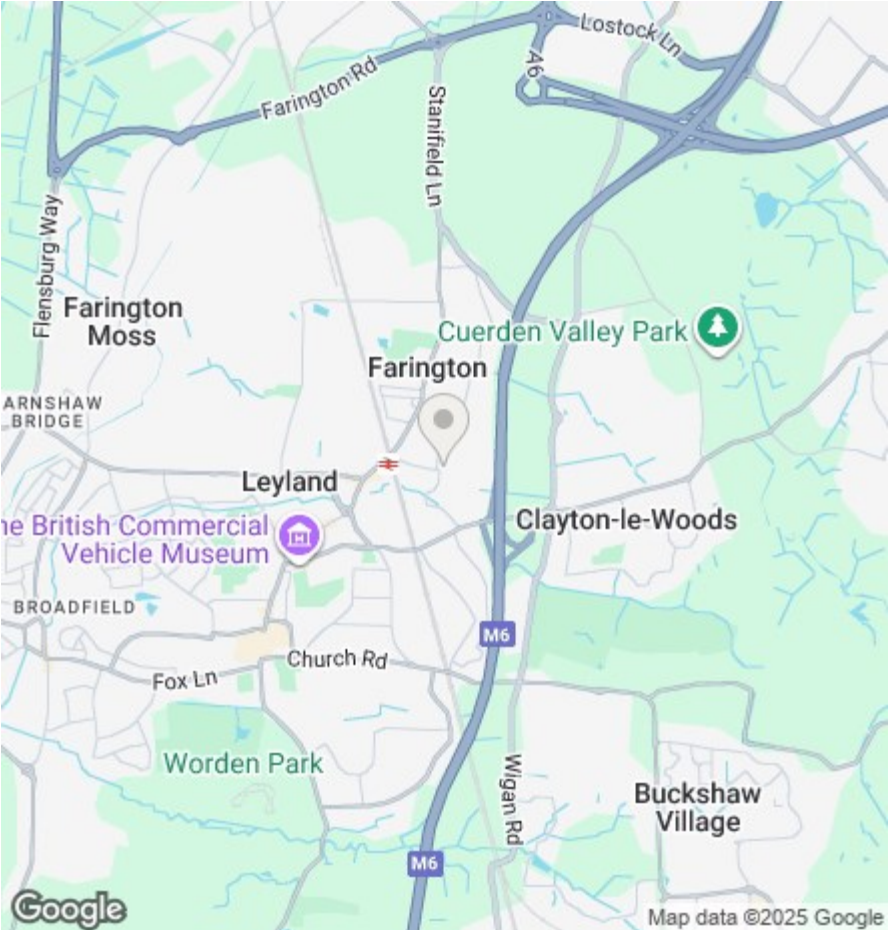 Lostock Ln
A6
Farington Rd
Stanifield Ln
Flensburg Way
Farington
Moss
Cuerden Valley Park
Farington
ARNSHAW
BRIDGE
Leyland
Clayton-le-Woods
he British Commercial
Vehicle Museum
BROADFIELD
M6
Church Rd
Fox Ln
Worden Park
Wigan Rd
Buckshaw
Village
M6
Google
Map data ©2025 Google